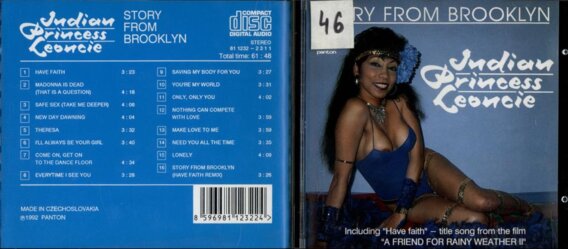 Indian
Princess
Leoncie
STORY
FROM
BROOKLYN
COMPACT
disc
DIGITAL AUDIO
STEREO
81 1232 - 2 3 1 1
Total time: 61 : 48
1 HAVE FAITH 3 : 23
2 MADONNA IS DEAD
(THAT IS A QUESTION) 4 : 18
3 SAFE SEX (TAKE ME DEEPER) 4 : 08
4 NEW DAY DAWNING 4 : 04
5 THERESA 3 : 32
6 I'LL ALWAYS BE YOUR GIRL 3 : 40
7 COME ON, GET ON
TO THE DANCE FLOOR 4 : 34
8 EVERYTIME I SEE YOU 3 : 28
9 SAVING MY BODY FOR YOU 3 : 27
10 YOU'RE MY WORLD 3 : 31
11 ONLY, ONLY YOU 4 : 02
12 NOTHING CAN COMPETE
WITH LOVE 3 : 59
13 MAKE LOVE TO ME 3 : 59
14 NEED YOU ALL THE TIME 3 : 35
15 LONELY 4 : 09
16 STORY FROM BROOKLYN
(HAVE FAITH REMIX) 3 : 26
MADE IN CZECHOSLOVAKIA
Ⓟ1992 PANTON
8 596981 123224
46
panton
RY FROM BROOKLYN
Indian
Princess
Leoncie
Including "Have faith" – title song from the film
"A FRIEND FOR RAINY WEATHER II"